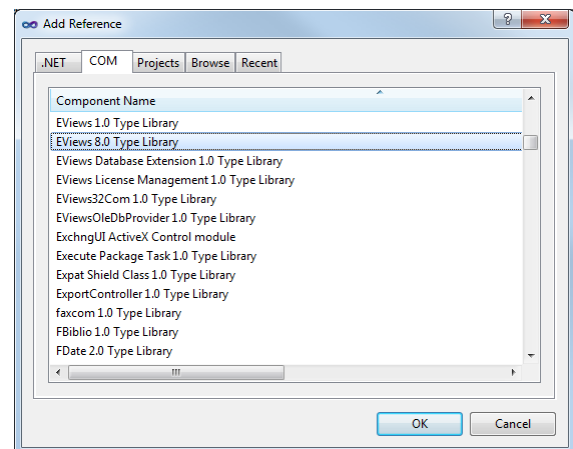 Add Reference
.NET COM Projects Browse Recent
Component Name
EViews 1.0 Type Library
EViews 8.0 Type Library
EViews Database Extension 1.0 Type Library
EViews License Management 1.0 Type Library
EViews32Com 1.0 Type Library
EViewsOleDbProvider 1.0 Type Library
ExchngUI ActiveX Control module
Execute Package Task 1.0 Type Library
Expat Shield Class 1.0 Type Library
ExportController 1.0 Type Library
faxcom 1.0 Type Library
FBiblio 1.0 Type Library
FDate 2.0 Type Library
OK Cancel